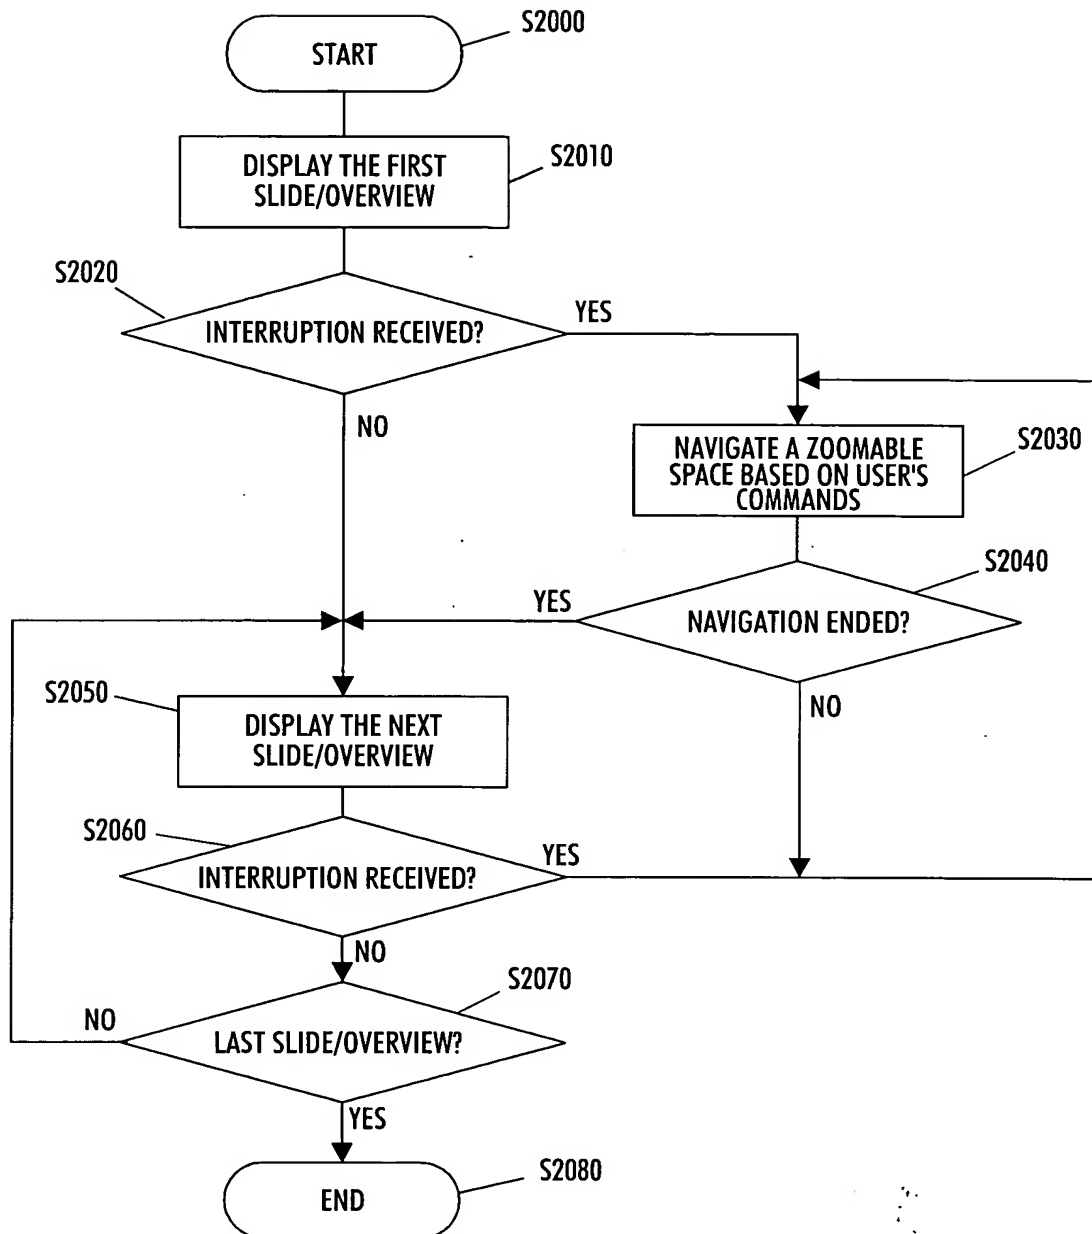 S2000
START
DISPLAY THE FIRST
SLIDE/OVERVIEW
S2010
S2020
INTERRUPTION RECEIVED?
YES
NO
NAVIGATE A ZOOMABLE
SPACE BASED ON USER'S
COMMANDS
S2030
S2040
YES
NAVIGATION ENDED?
NO
S2050
DISPLAY THE NEXT
SLIDE/OVERVIEW
S2060
INTERRUPTION RECEIVED?
YES
NO
S2070
NO
LAST SLIDE/OVERVIEW?
YES
END
S2080